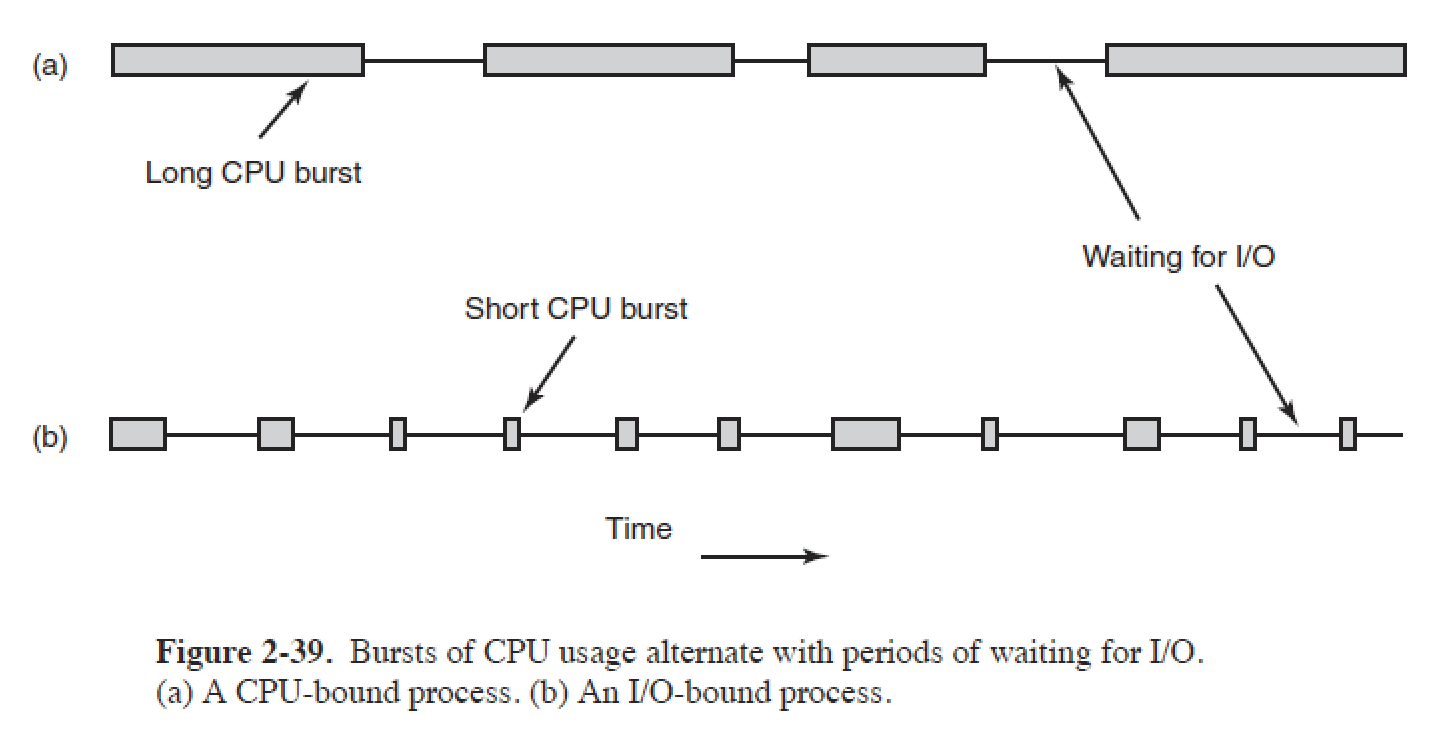 (a)
Long CPU burst
Waiting for I/O
Short CPU burst
(b)
Time
Figure 2-39. Bursts of CPU usage alternate with periods of waiting for I/O.
(a) A CPU-bound process. (b) An I/O-bound process.